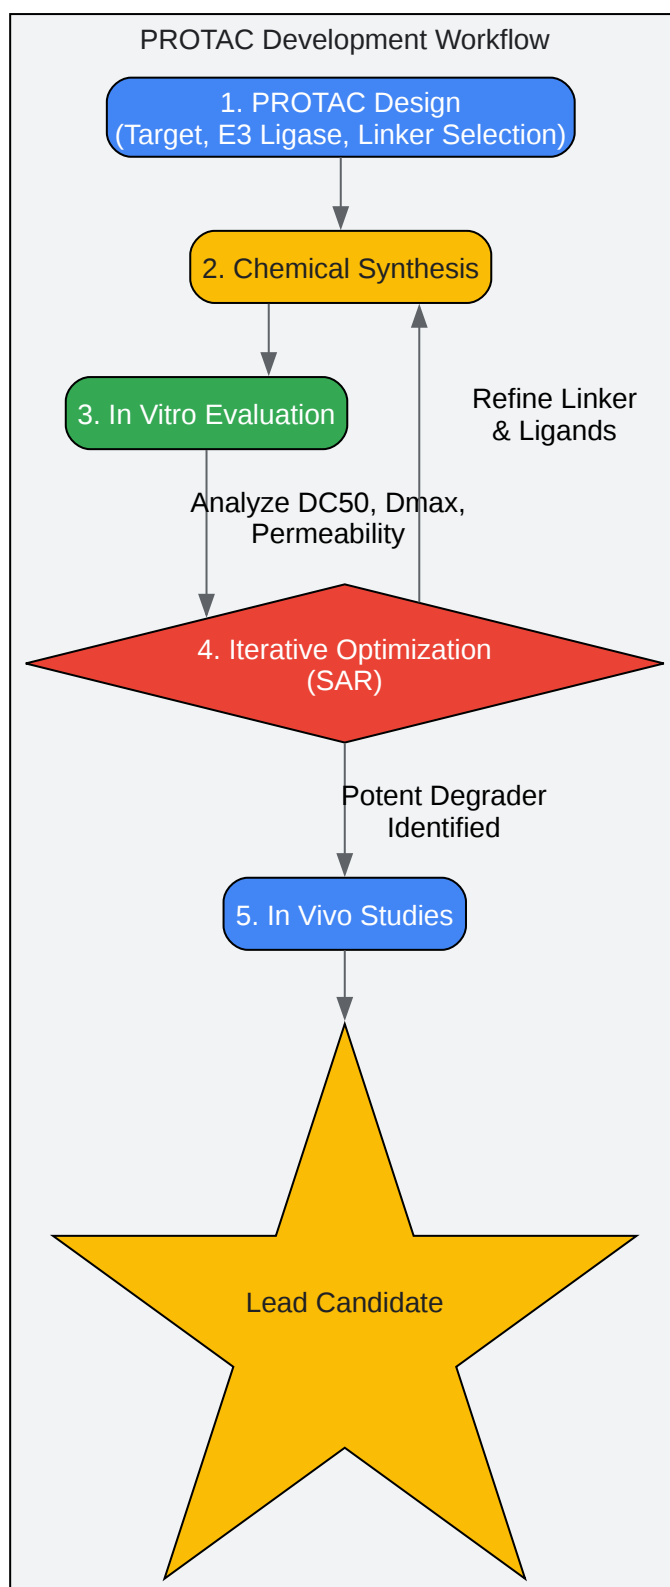 PROTAC Development Workflow
1. PROTAC Design
(Target, E3 Ligase, Linker Selection)
2. Chemical Synthesis
3. In Vitro Evaluation
Refine Linker
& Ligands
Analyze DC50, Dmax,
Permeability
4. Iterative Optimization
(SAR)
Potent Degrader
Identified
5. In Vivo Studies
Lead Candidate